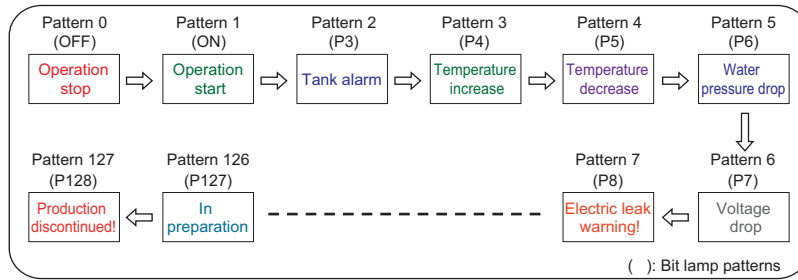 Pattern 0
(OFF)
Operation
stop
Pattern 1
(ON)
Operation
start
Pattern 2
(P3)
Tank alarm
Pattern 3
(P4)
Temperature
increase
Pattern 4
(P5)
Temperature
decrease
Pattern 5
(P6)
Water
pressure drop
Pattern 127
(P128)
Production
discontinued!
Pattern 126
(P127)
In
preparation
Pattern 7
(P8)
Electric leak
warning!
Pattern 6
(P7)
Voltage
drop
( ): Bit lamp patterns